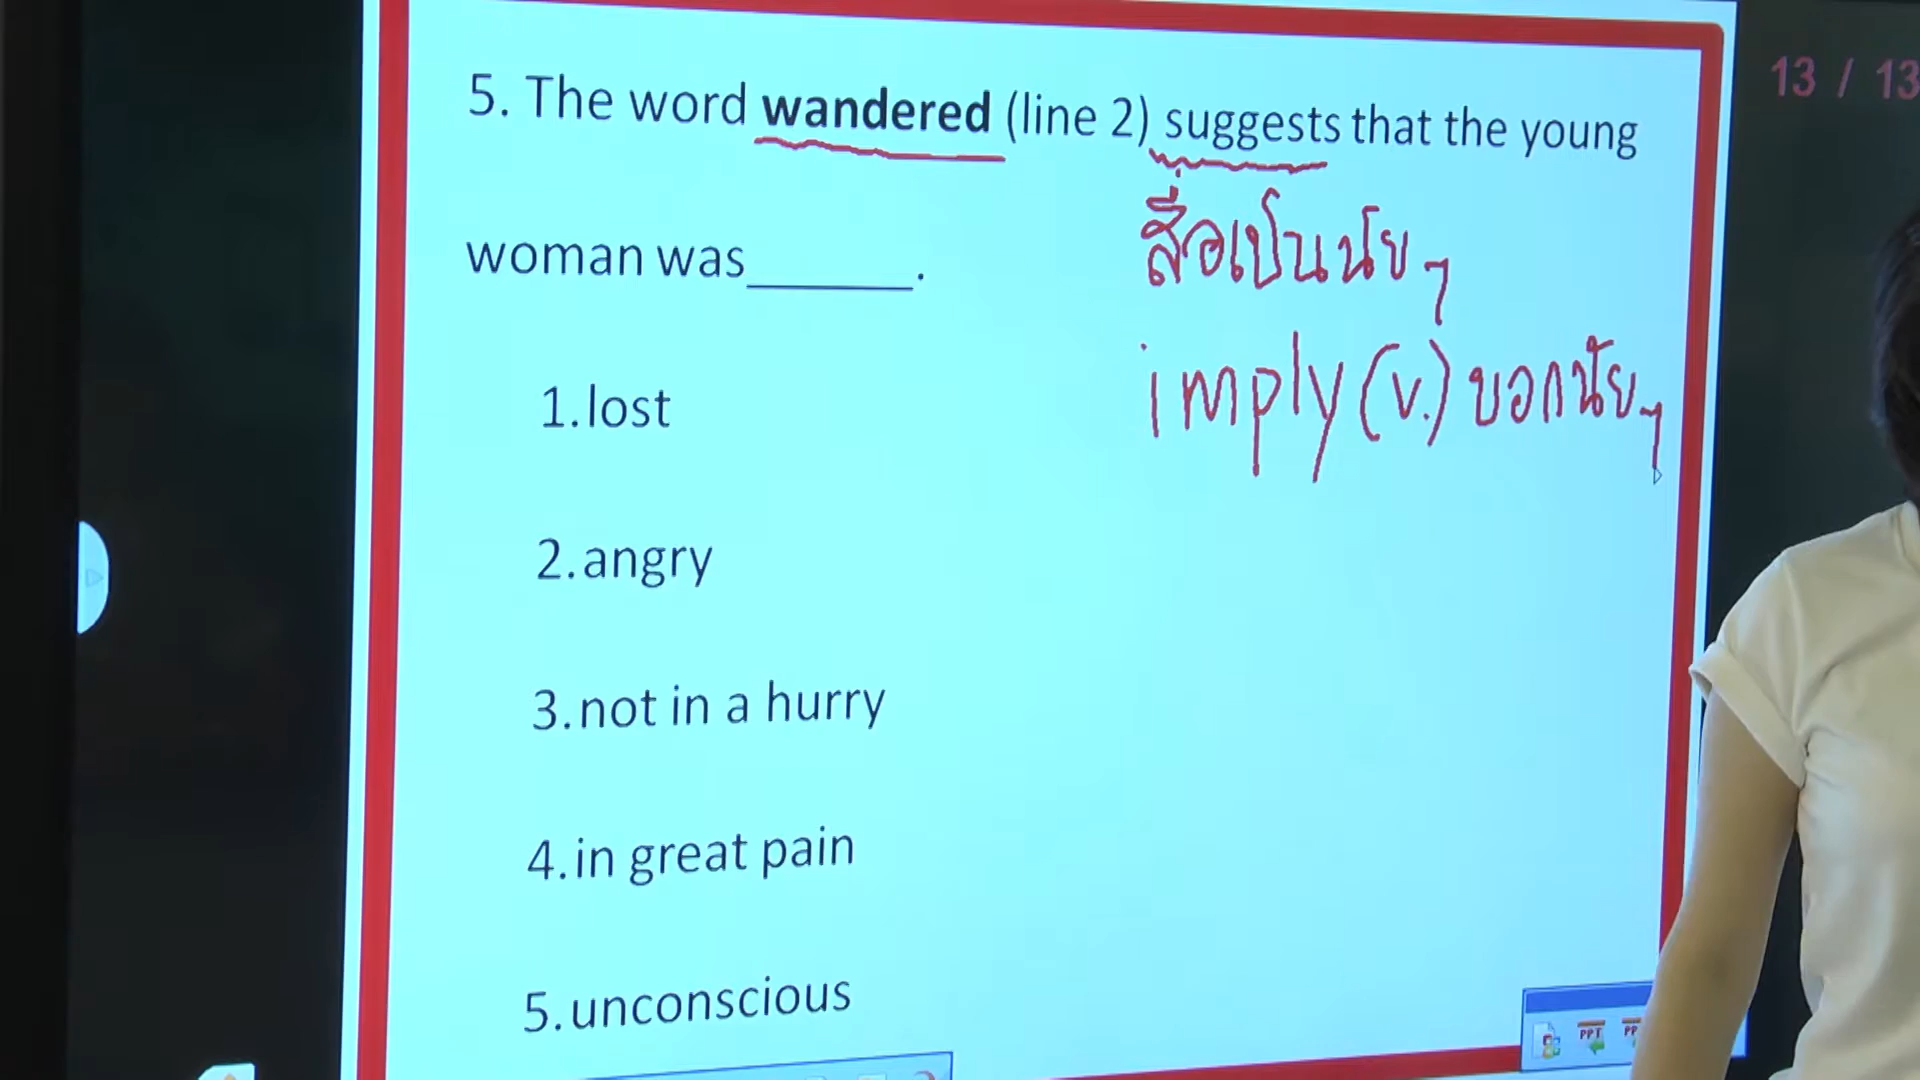 13 / 13
5. The word wandered (line 2) suggests that the young
สื่อเป็นนัยๆ
woman was______.
imply (v.) บอกนัยๆ
1.lost
2.angry
3.not in a hurry
4.in great pain
5.unconscious
PPT